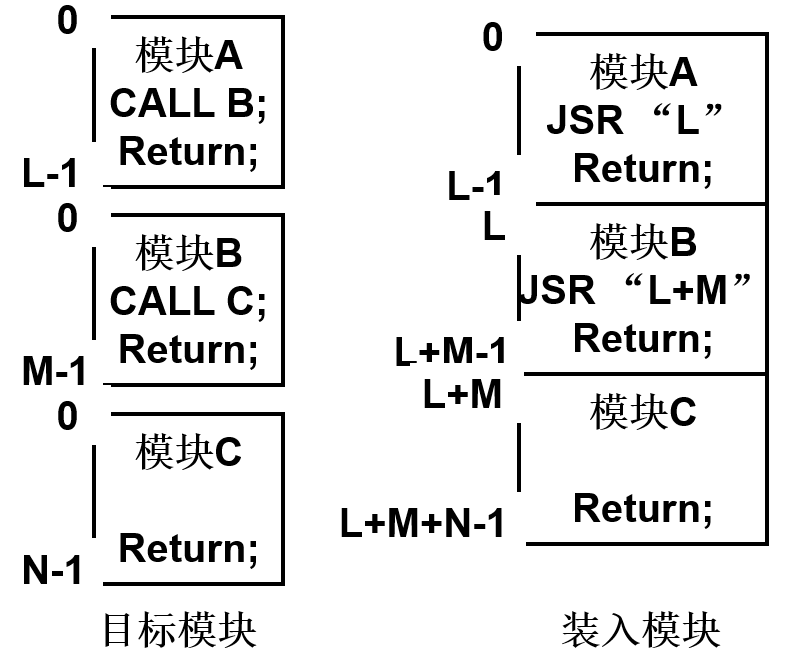 0
模块A
CALL B;
Return;
L-1
0
模块B
CALL C;
Return;
M-1
0
模块C
Return;
N-1
目标模块
0
模块A
JSR “L”
Return;
L-1
L
模块B
JSR “L+M”
Return;
L+M-1
L+M
模块C
Return;
L+M+N-1
装入模块